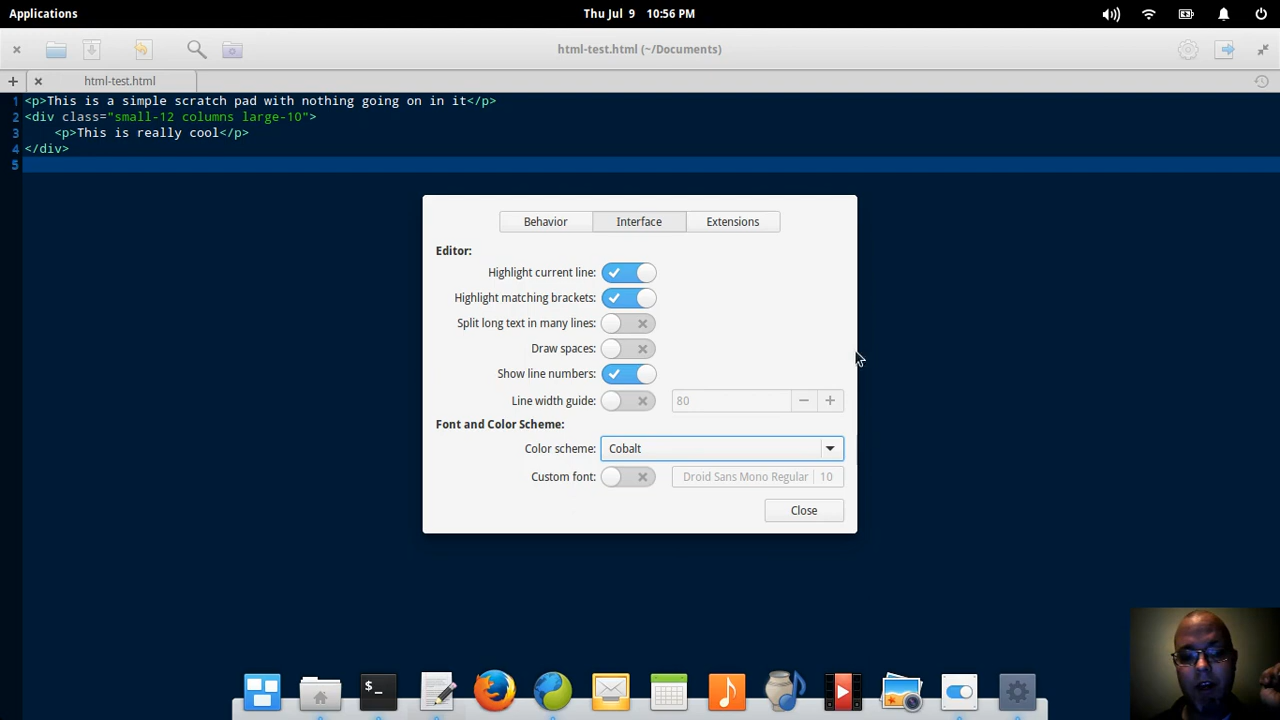 Applications
Thu Jul 9 10:56 PM
html-test.html (~/Documents)
html-test.html
1 <p>This is a simple scratch pad with nothing going on in it</p>
2 <div class="small-12 columns large-10">
3 <p>This is really cool</p>
4 </div>
5
Behavior Interface Extensions
Editor:
Highlight current line:
Highlight matching brackets:
Split long text in many lines:
Draw spaces:
Show line numbers:
Line width guide: 80
Font and Color Scheme:
Color scheme: Cobalt
Custom font: Droid Sans Mono Regular 10
Close